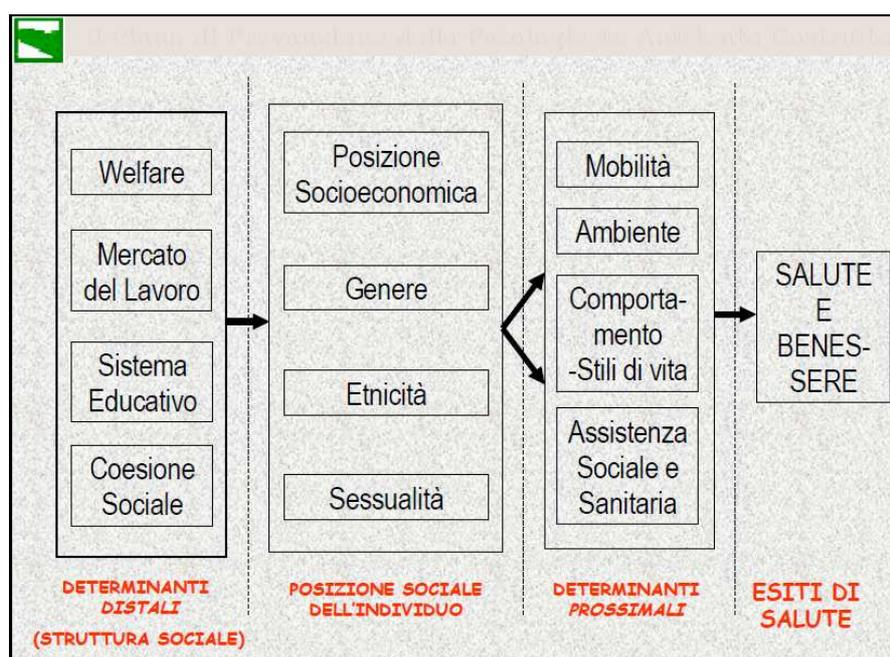 Welfare
Mercato
del Lavoro
Sistema
Educativo
Coesione
Sociale
DETERMINANTI
DISTALI
(STRUTTURA SOCIALE)
Posizione
Socioeconomica
Genere
Etnicità
Sessualità
POSIZIONE SOCIALE
DELL'INDIVIDUO
Mobilità
Ambiente
Comporta-
mento
-Stili di vita
Assistenza
Sociale e
Sanitaria
DETERMINANTI
PROSSIMALI
SALUTE
E
BENES-
SERE
ESITI DI
SALUTE